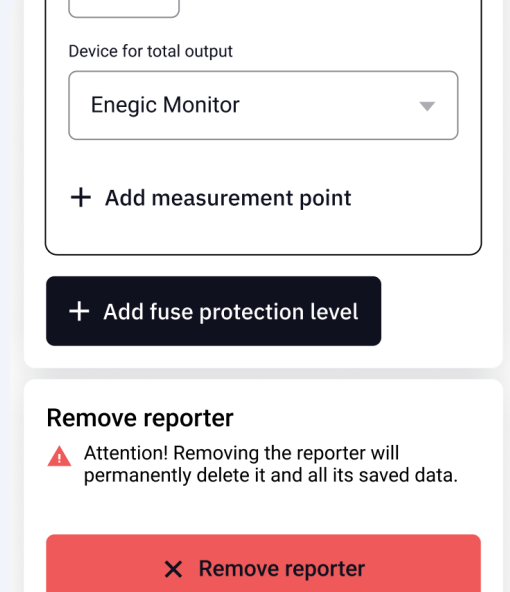 Device for total output
Enegic Monitor
+ Add measurement point
+ Add fuse protection level
Remove reporter
Attention! Removing the reporter will
permanently delete it and all its saved data.
Remove reporter